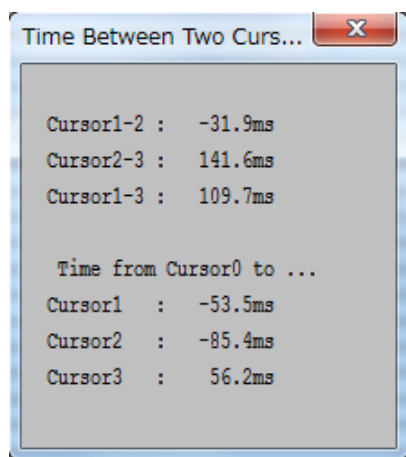 Time Between Two Curs...
Cursor1-2 : -31.9ms
Cursor2-3 : 141.6ms
Cursor1-3 : 109.7ms
Time from Cursor0 to ...
Cursor1 : -53.5ms
Cursor2 : -85.4ms
Cursor3 : 56.2ms